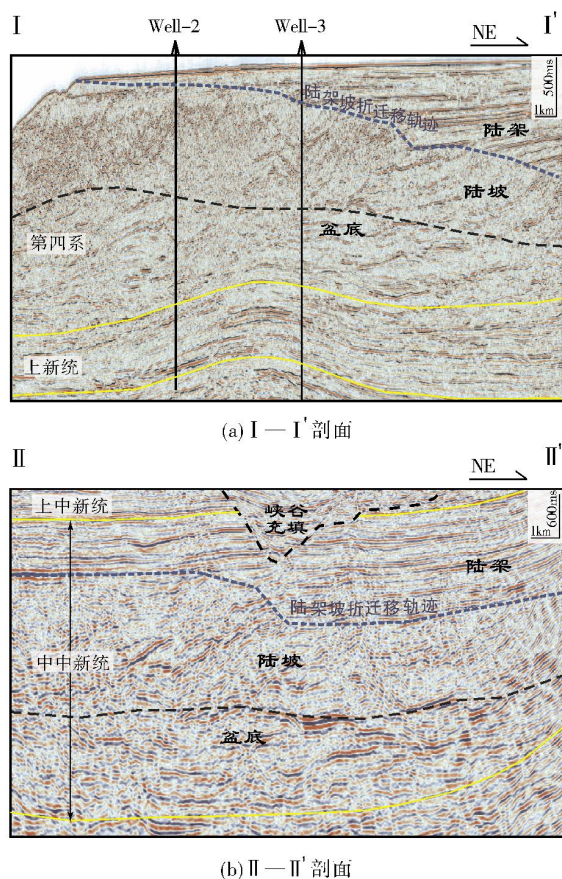 I
Well-2
Well-3
NE
I'
500ms
1km
陆架坡折迁移轨迹
陆架
陆坡
盆底
第四系
上新统
(a) I — I' 剖面
II
NE
II'
上中新统
峡谷
充填
600ms
1km
陆架
陆架坡折迁移轨迹
陆坡
中中新统
盆底
(b) II — II' 剖面